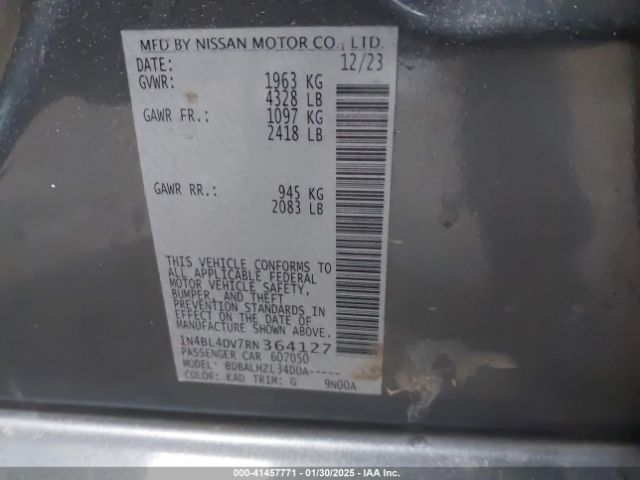 MFD BY NISSAN MOTOR CO., LTD.
DATE: 12/23
GVWR: 1963 KG
4328 LB
GAWR FR.: 1097 KG
2418 LB
GAWR RR.: 945 KG
2083 LB
THIS VEHICLE CONFORMS TO
ALL APPLICABLE FEDERAL
MOTOR VEHICLE SAFETY,
BUMPER, AND THEFT
PREVENTION STANDARDS IN
EFFECT ON THE DATE OF
MANUFACTURE SHOWN ABOVE.
1N4BL4DV7RN364127
PASSENGER CAR 607050
MODEL: BDBALHZL34DUA-----
COLOR: KAD TRIM: G 9N00A
000-41457771 - 01/30/2025 - IAA Inc.